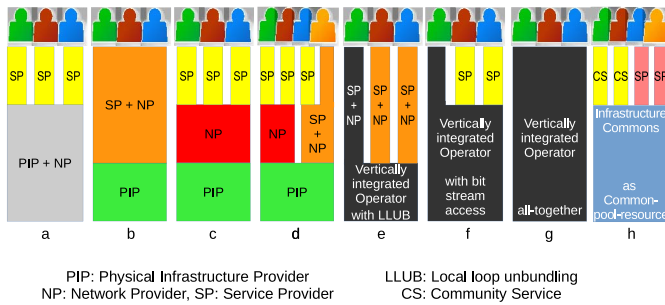 SP SP SP
PIP + NP
a
SP + NP
PIP
b
SP SP SP
NP
PIP
c
SP SP SP
NP
SP
+
NP
PIP
d
SP
+
NP
SP
+
NP
SP
+
NP
Vertically
integrated
Operator
with LLUB
e
SP SP
Vertically
integrated
Operator
with bit
stream
access
f
Vertically
integrated
Operator
all-together
g
CS CS SP SP
Infrastructure
Commons
as
Common-
pool-resource
h
PIP: Physical Infrastructure Provider
LLUB: Local loop unbundling
NP: Network Provider, SP: Service Provider
CS: Community Service